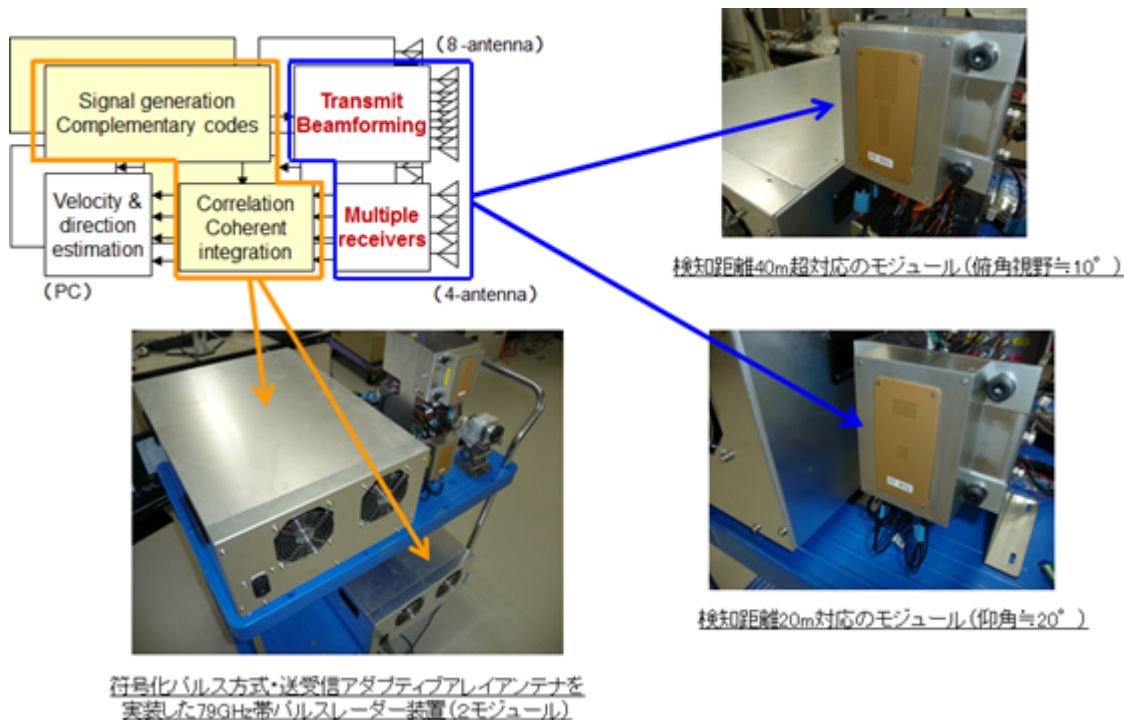 (8-antenna)
Signal generation
Complementary codes
Transmit
Beamforming
Velocity &
direction
estimation
Correlation
Coherent
integration
Multiple
receivers
(PC)
(4-antenna)
検知距離40m超対応のモジュール(俯角視野≒10°)
検知距離20m対応のモジュール(仰角≒20°)
符号化パルス方式・送受信アダプティブアレイアンテナを
実装した79GHz帯パルスレーダー装置(2モジュール)